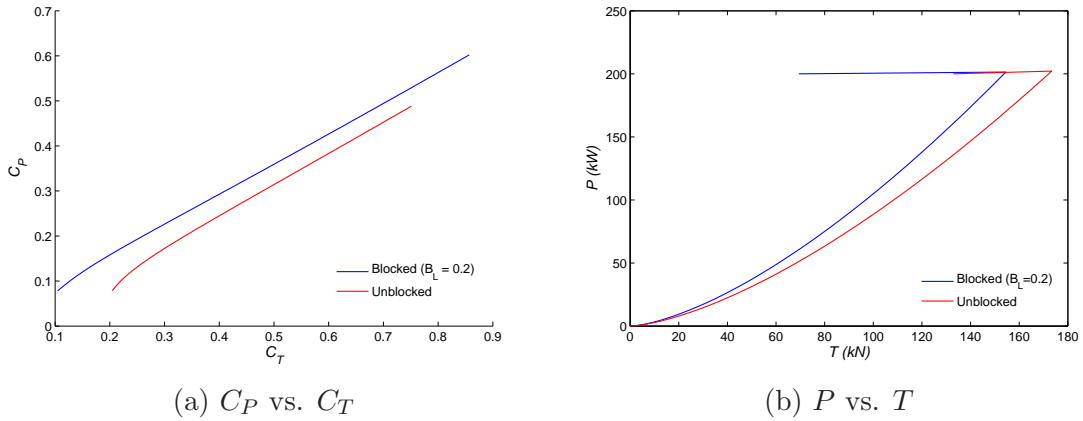 0.7
0.6
0.5
0.4
0.3
0.2
0.1
0
C_P
0.1 0.2 0.3 0.4 0.5 0.6 0.7 0.8 0.9
C_T
Blocked (B_L = 0.2)
Unblocked
(a) C_P vs. C_T
250
200
150
100
50
0
P (kW)
0 20 40 60 80 100 120 140 160 180
T (kN)
Blocked (B_L=0.2)
Unblocked
(b) P vs. T